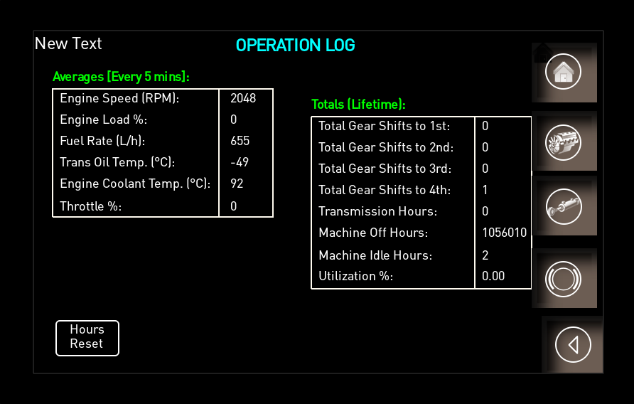 New Text
OPERATION LOG
Averages [Every 5 mins]:
Engine Speed (RPM): 2048
Engine Load %: 0
Fuel Rate (L/h): 655
Trans Oil Temp. (°C): -49
Engine Coolant Temp. (°C): 92
Throttle %: 0
Totals (Lifetime):
Total Gear Shifts to 1st: 0
Total Gear Shifts to 2nd: 0
Total Gear Shifts to 3rd: 0
Total Gear Shifts to 4th: 1
Transmission Hours: 0
Machine Off Hours: 1056010
Machine Idle Hours: 2
Utilization %: 0.00
Hours
Reset